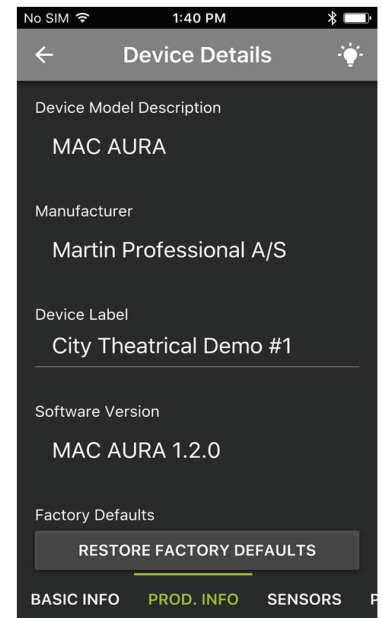 No SIM 1:40 PM
Device Details
Device Model Description
MAC AURA
Manufacturer
Martin Professional A/S
Device Label
City Theatrical Demo #1
Software Version
MAC AURA 1.2.0
Factory Defaults
RESTORE FACTORY DEFAULTS
BASIC INFO PROD. INFO SENSORS P